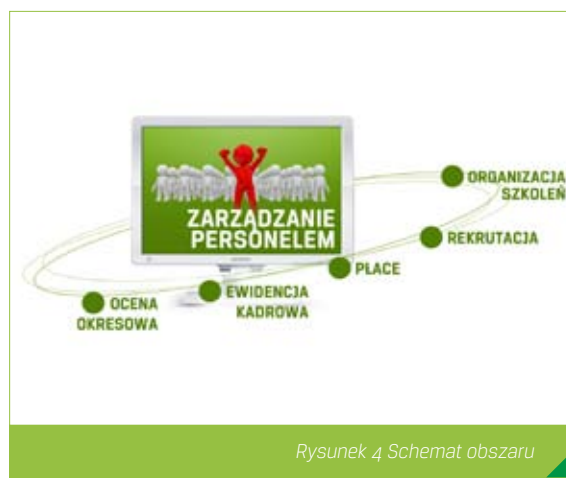 ZARZĄDZANIE
PERSONELEM
ORGANIZACJA
SZKOLEŃ
REKRUTACJA
PŁACE
EWIDENCJA
KADROWA
OCENA
OKRESOWA
Rysunek 4 Schemat obszaru